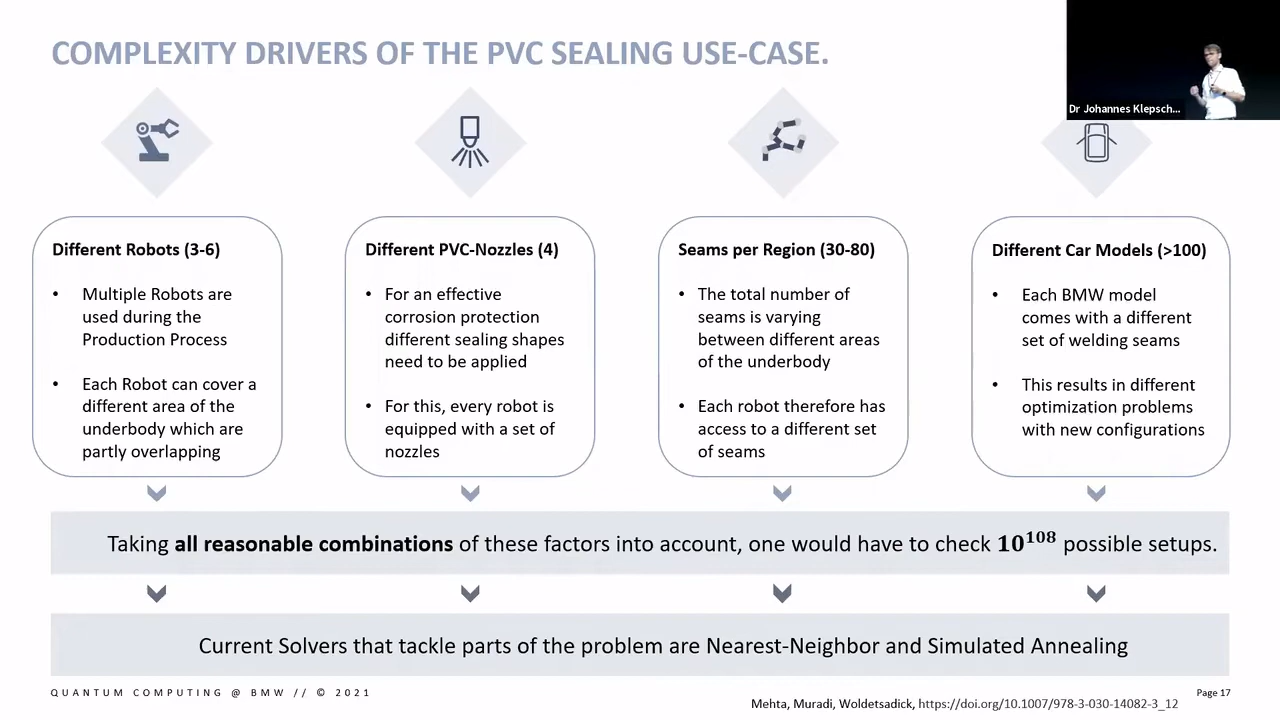 COMPLEXITY DRIVERS OF THE PVC SEALING USE-CASE.
Dr Johannes Klepsch...
Different Robots (3-6)
• Multiple Robots are
used during the
Production Process
• Each Robot can cover a
different area of the
underbody which are
partly overlapping
Different PVC-Nozzles (4)
• For an effective
corrosion protection
different sealing shapes
need to be applied
• For this, every robot is
equipped with a set of
nozzles
Seams per Region (30-80)
• The total number of
seams is varying
between different areas
of the underbody
• Each robot therefore has
access to a different set
of seams
Different Car Models (>100)
• Each BMW model
comes with a different
set of welding seams
• This results in different
optimization problems
with new configurations
Taking all reasonable combinations of these factors into account, one would have to check 10¹⁰⁸ possible setups.
Current Solvers that tackle parts of the problem are Nearest-Neighbor and Simulated Annealing
QUANTUM COMPUTING @ BMW // © 2021
Page 17
Mehta, Muradi, Woldetsadick, https://doi.org/10.1007/978-3-030-14082-3_12